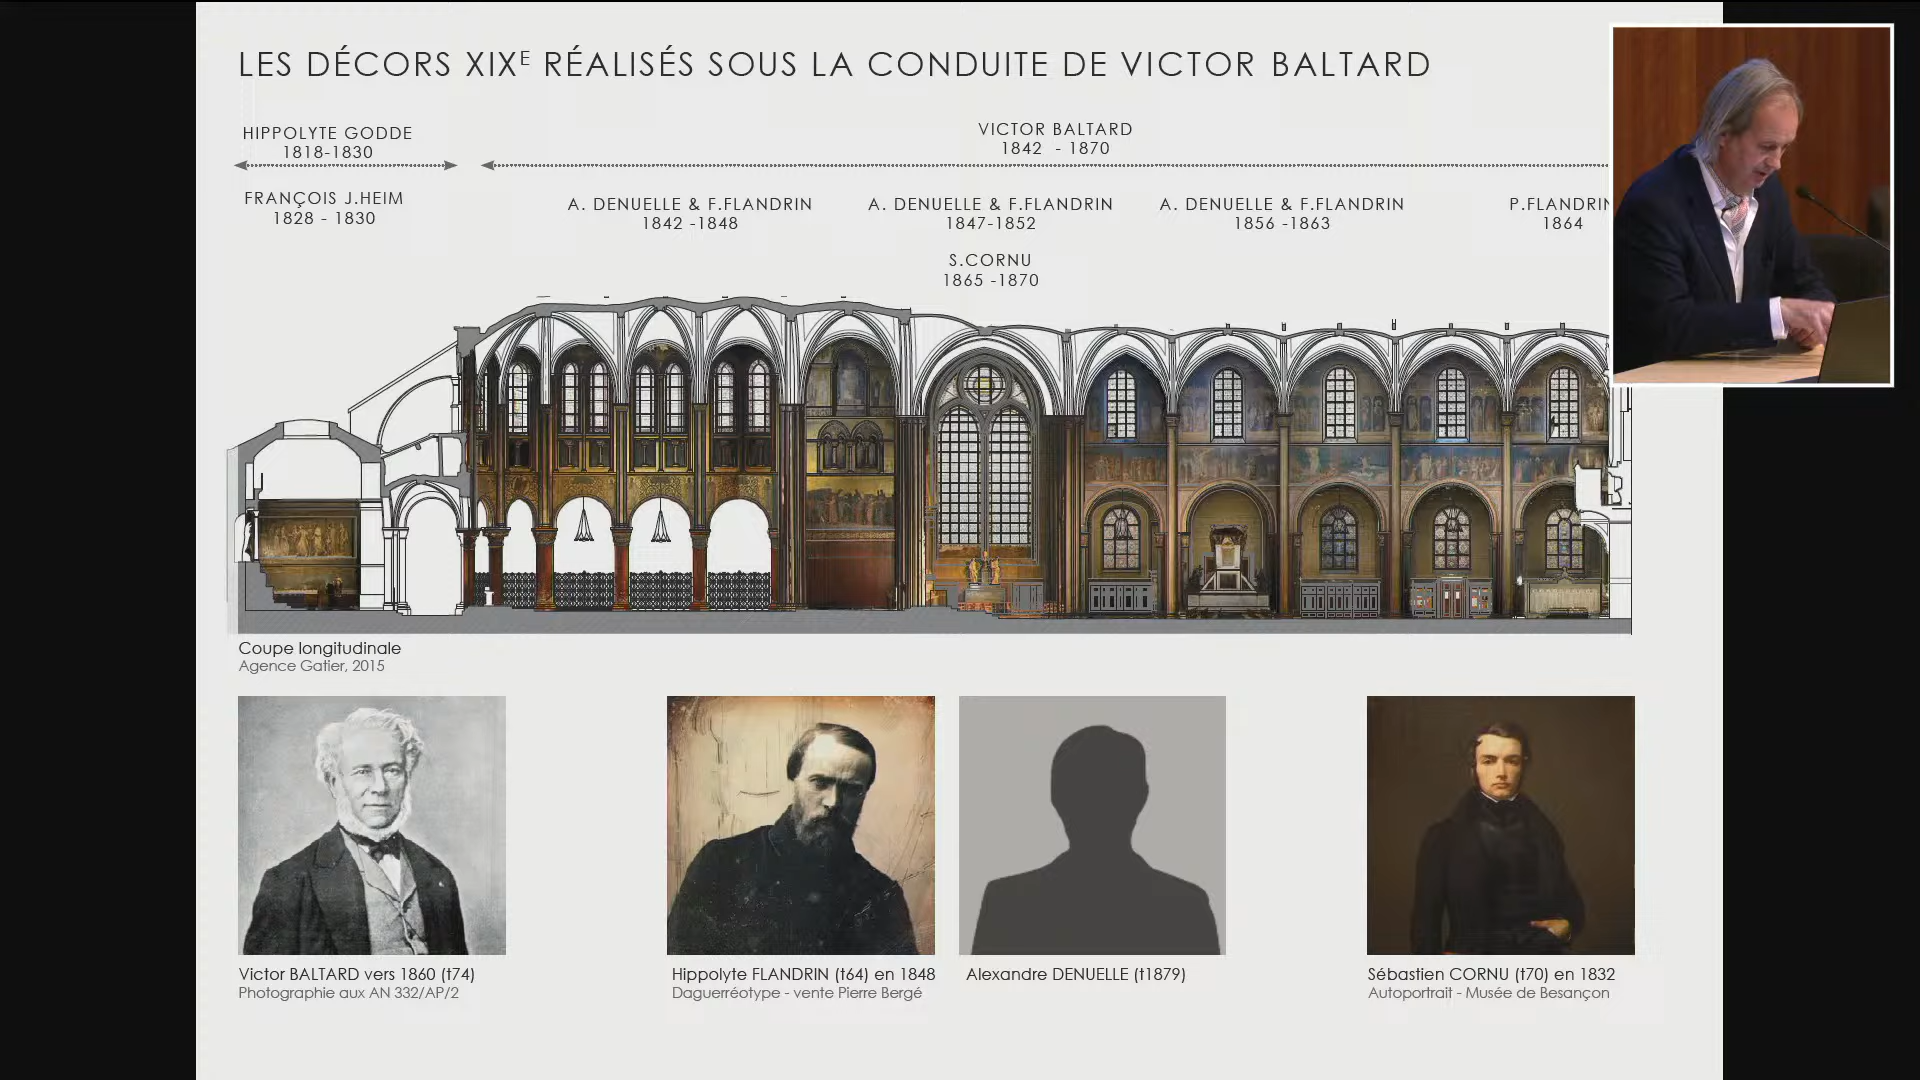 LES DÉCORS XIXE RÉALISÉS SOUS LA CONDUITE DE VICTOR BALTARD
HIPPOLYTE GODDE
1818-1830
VICTOR BALTARD
1842 - 1870
FRANÇOIS J.HEIM
1828 - 1830
A. DENUELLE & F.FLANDRIN
1842 -1848
A. DENUELLE & F.FLANDRIN
1847-1852
A. DENUELLE & F.FLANDRIN
1856 -1863
P.FLANDRIN
1864
S.CORNU
1865 -1870
Coupe longitudinale
Agence Gatier, 2015
Victor BALTARD vers 1860 (†74)
Photographie aux AN 332/AP/2
Hippolyte FLANDRIN (†64) en 1848
Daguerréotype - vente Pierre Bergé
Alexandre DENUELLE (†1879)
Sébastien CORNU (†70) en 1832
Autoportrait - Musée de Besançon